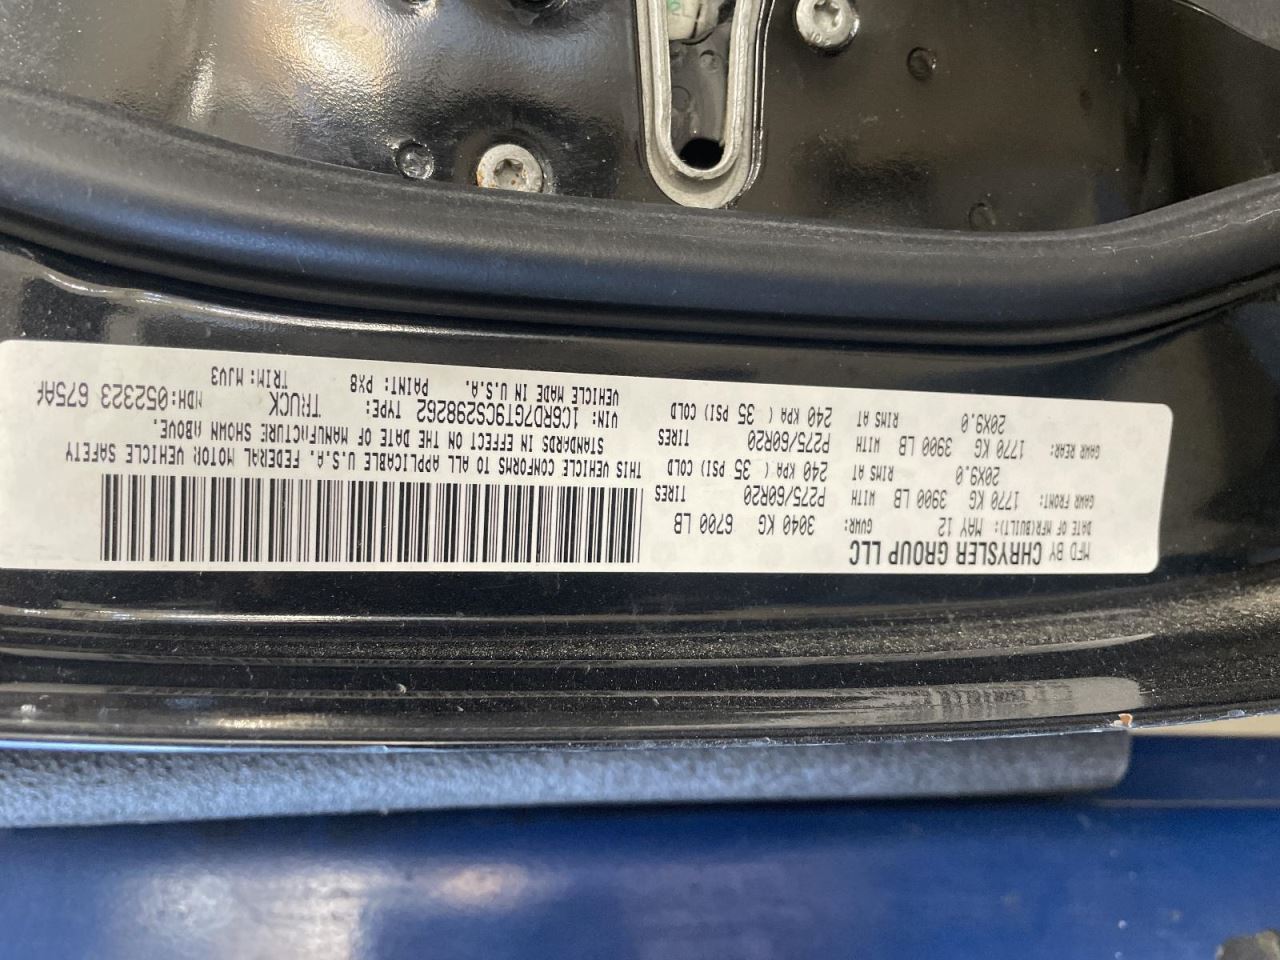 MFD BY CHRYSLER GROUP LLC
DATE OF MFR(BUILT): MAY 12 GVWR: 3040 KG 6700 LB
GAWR FRONT: 1770 KG 3900 LB WITH P275/60R20 TIRES
20X9.0 RIMS AT 240 KPA ( 35 PSI) COLD
GAWR REAR: 1770 KG 3900 LB WITH P275/60R20 TIRES
20X9.0 RIMS AT 240 KPA ( 35 PSI) COLD
THIS VEHICLE CONFORMS TO ALL APPLICABLE U.S.A. FEDERAL MOTOR VEHICLE SAFETY
STANDARDS IN EFFECT ON THE DATE OF MANUFACTURE SHOWN ABOVE.
VIN: 1C6RD7GT9CS298262 TYPE: TRUCK MDH: 052323 675AF
VEHICLE MADE IN U.S.A. PAINT: PX8 TRIM: MJV3